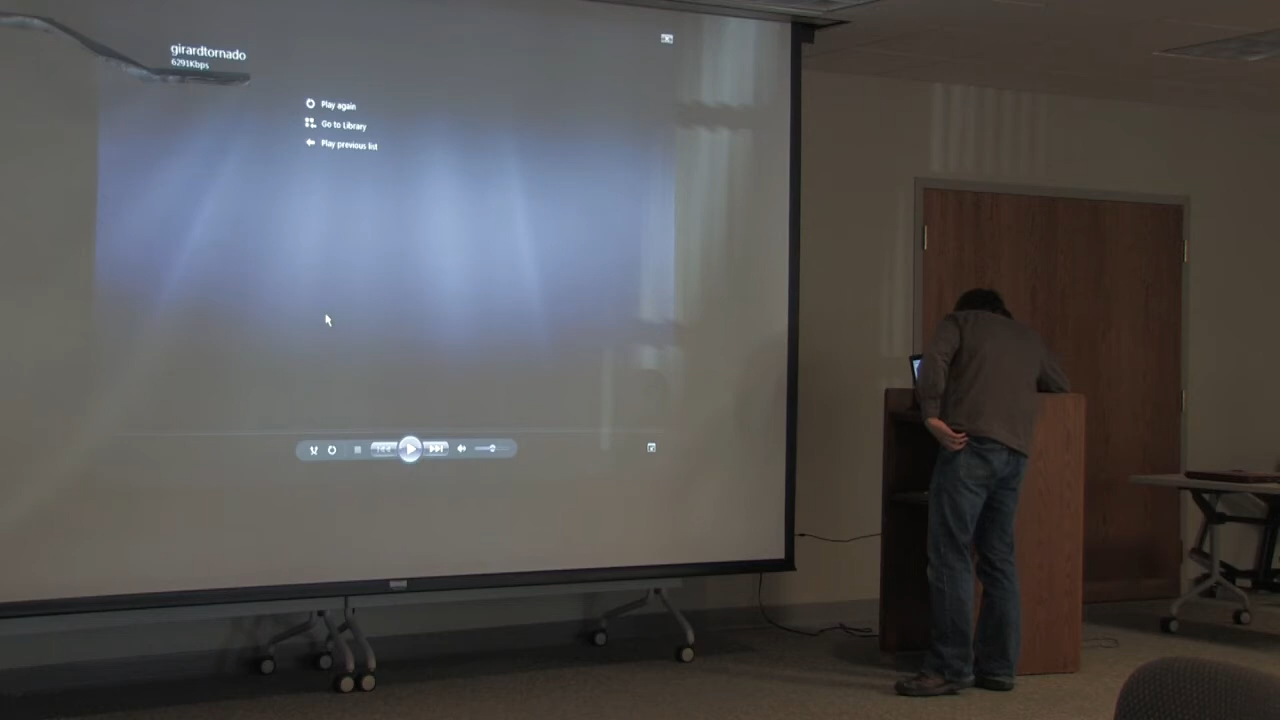 girardtornado
6291Kbps
Play again
Go to Library
Play previous list